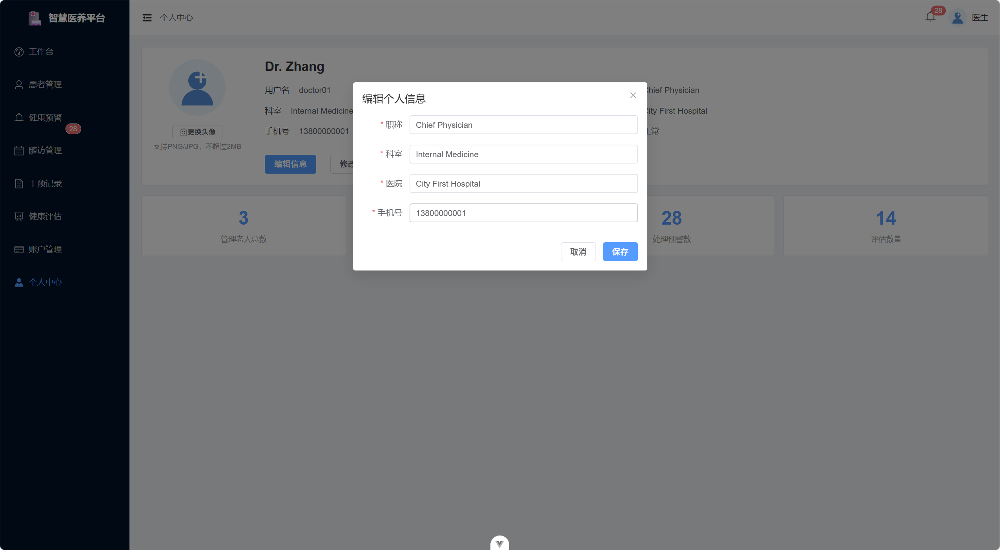 智慧医养平台
工作台
患者管理
健康预警
28
随访管理
干预记录
健康评估
账户管理
个人中心
个人中心
28
医生
更换头像
支持PNG/JPG，不超过2MB
Dr. Zhang
用户名 doctor01
hief Physician
科室 Internal Medicine
ity First Hospital
手机号 13800000001
正常
编辑信息
修改
编辑个人信息
* 职称 Chief Physician
* 科室 Internal Medicine
* 医院 City First Hospital
* 手机号 13800000001
取消
保存
3
管理老人总数
28
处理预警数
14
评估数量